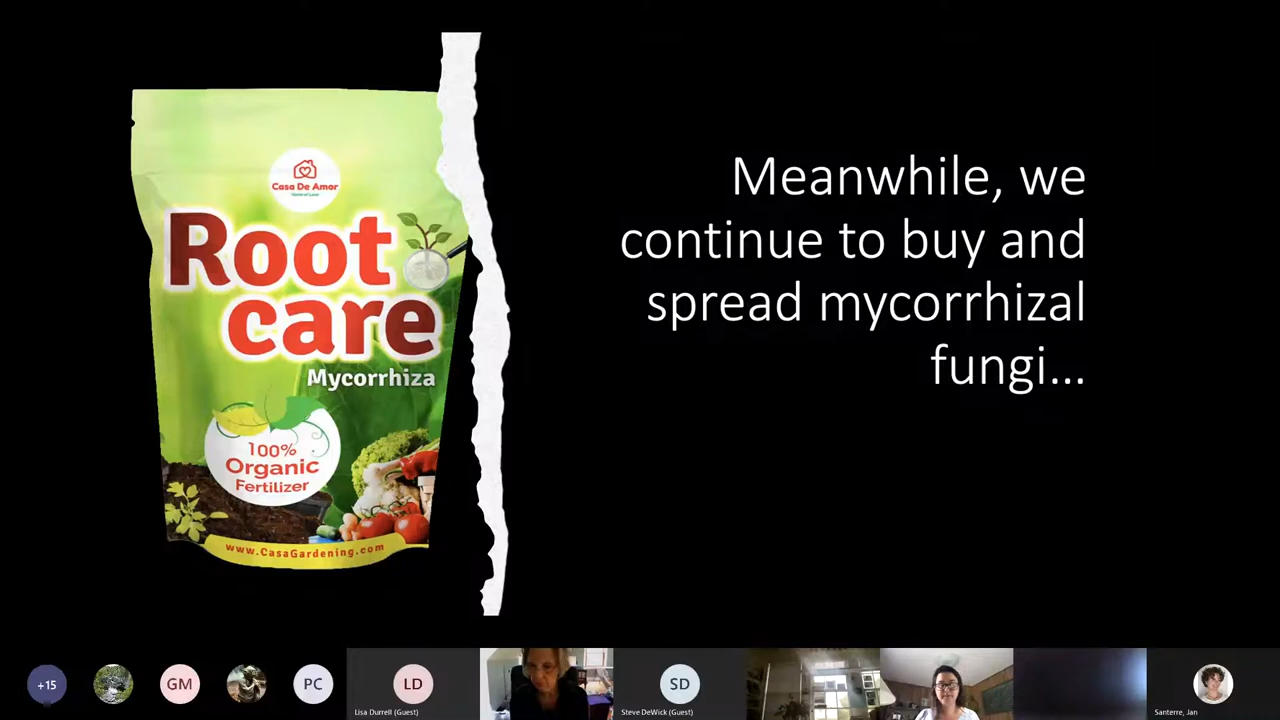 Casa De Amor
Root
care
Mycorrhiza
100%
Organic
Fertilizer
www.CasaGardening.com
Meanwhile, we
continue to buy and
spread mycorrhizal
fungi...
+15
GM
PC
LD
Lisa Durrell (Guest)
SD
Steve DeWick (Guest)
Santerre, Jan